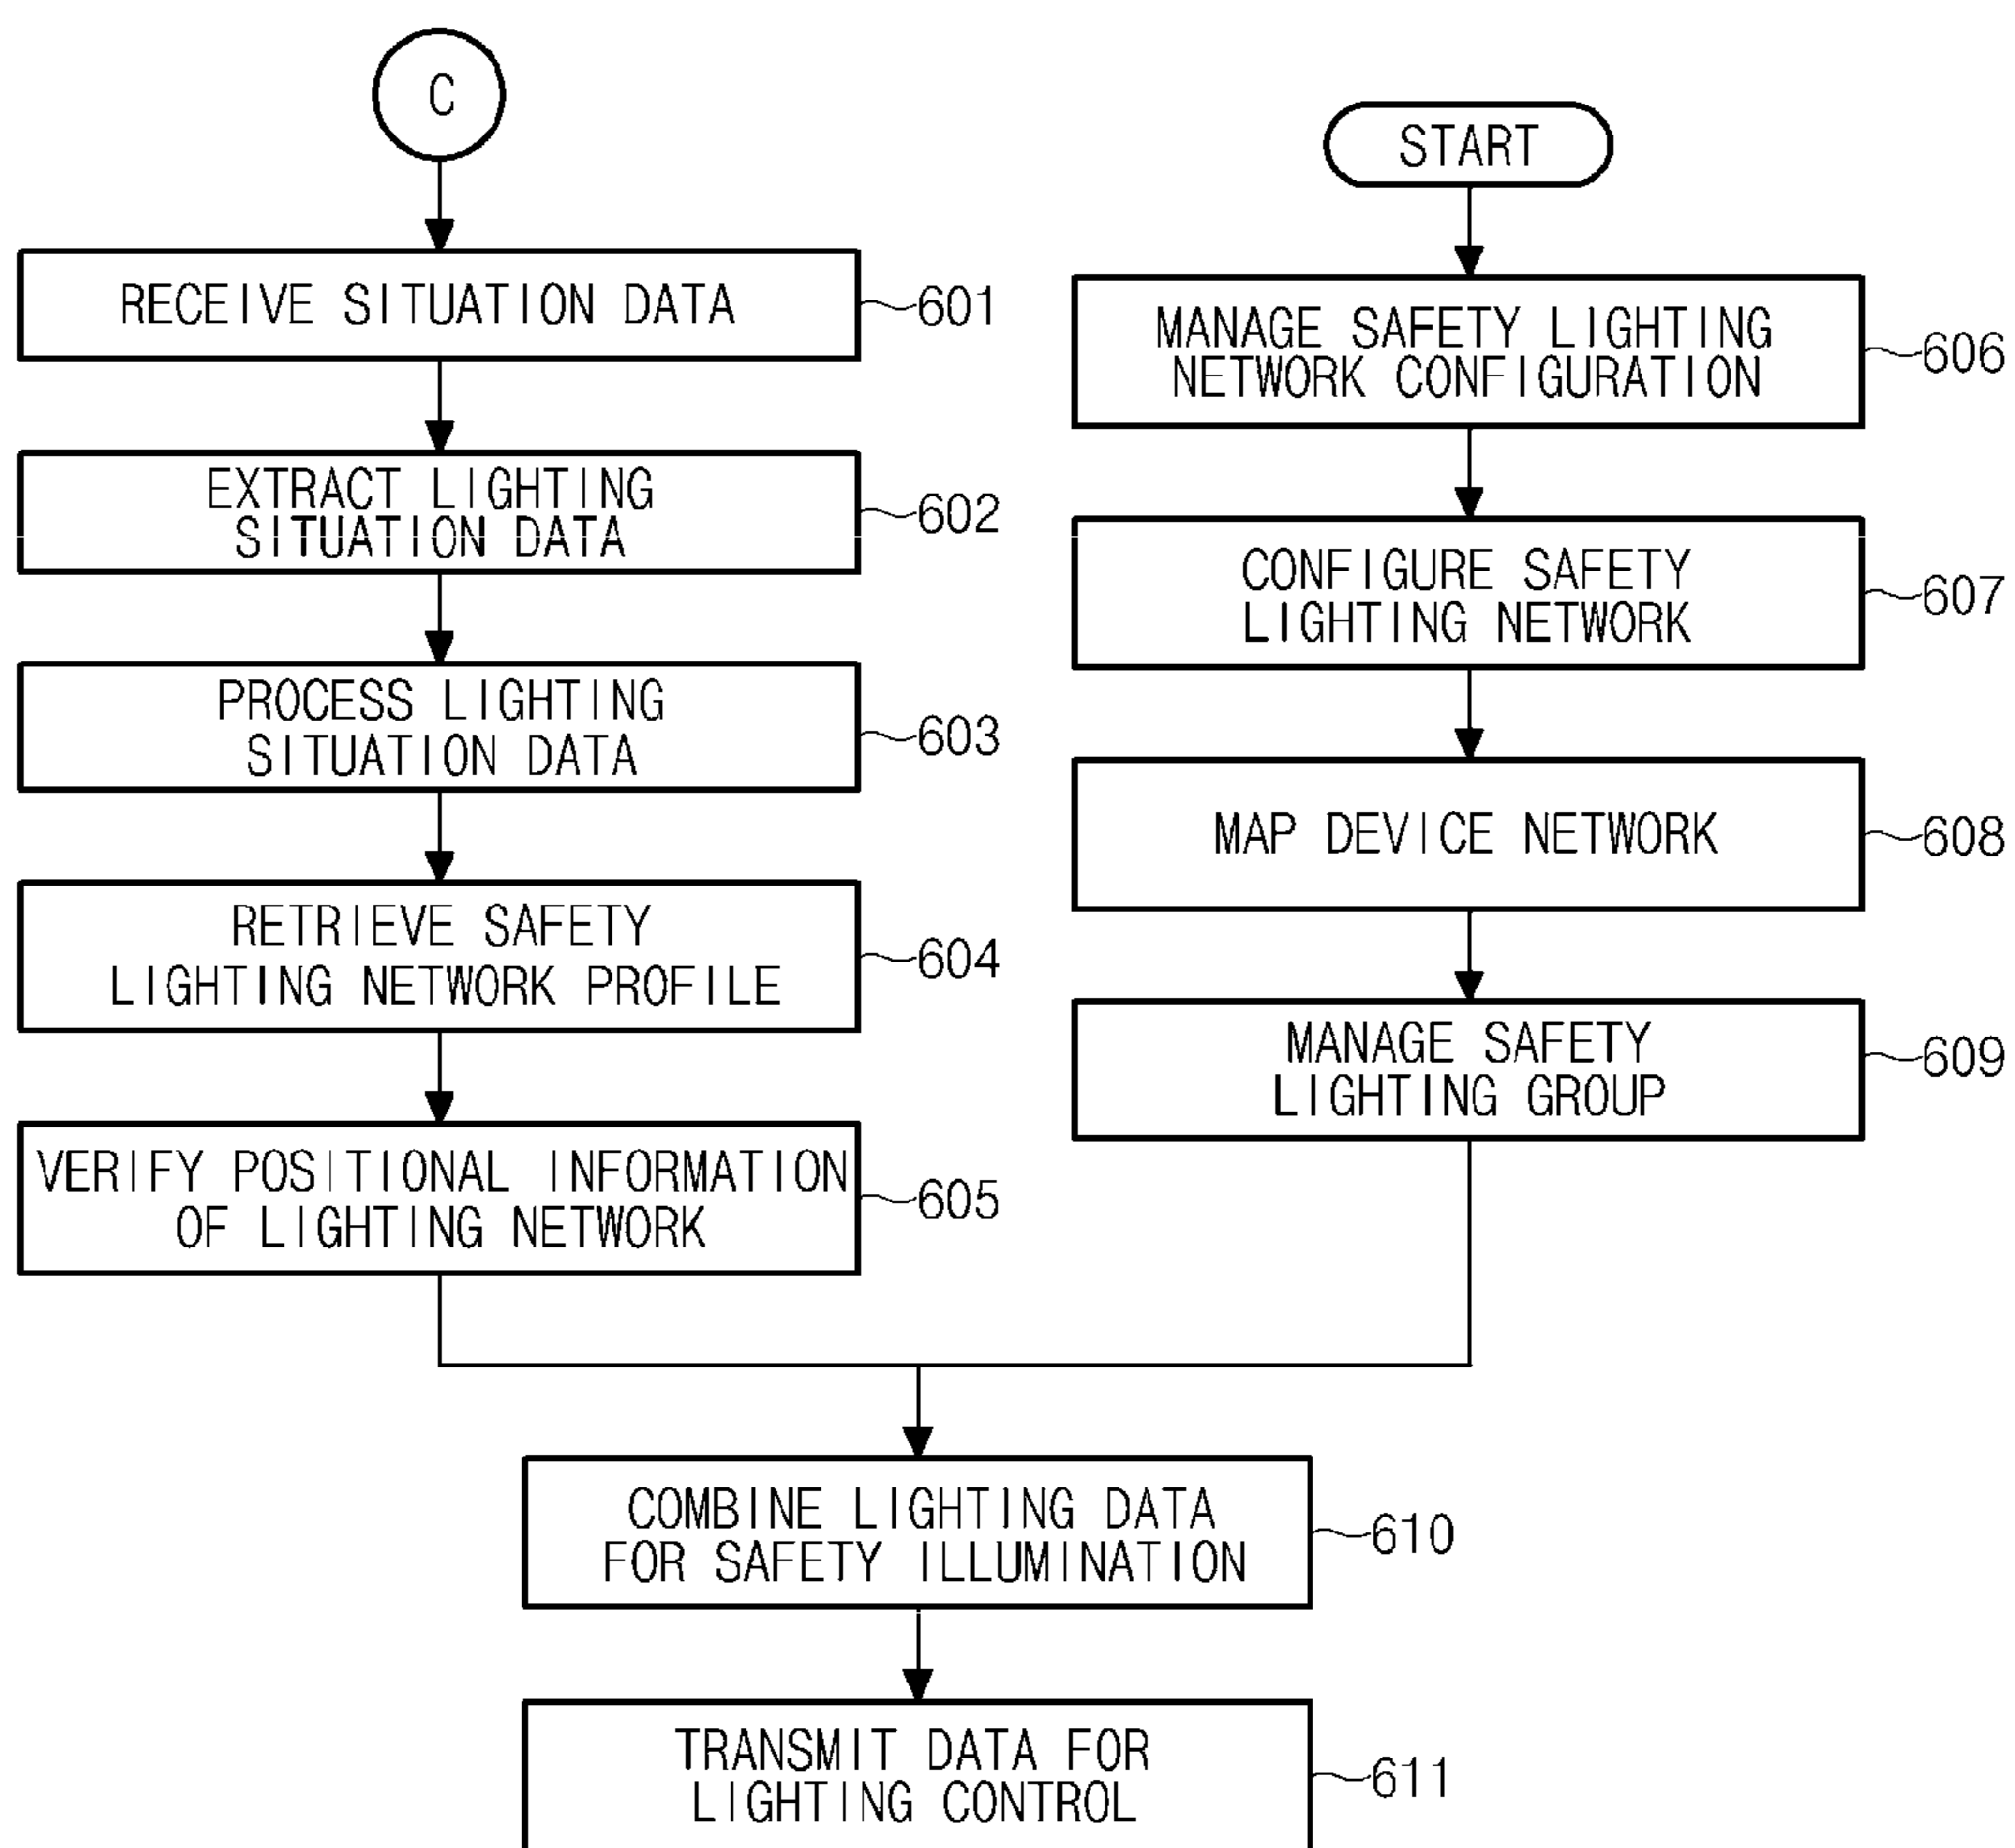 C
RECEIVE SITUATION DATA
601
EXTRACT LIGHTING
SITUATION DATA
602
PROCESS LIGHTING
SITUATION DATA
603
RETRIEVE SAFETY
LIGHTING NETWORK PROFILE
604
VERIFY POSITIONAL INFORMATION
OF LIGHTING NETWORK
605
START
MANAGE SAFETY LIGHTING
NETWORK CONFIGURATION
606
CONFIGURE SAFETY
LIGHTING NETWORK
607
MAP DEVICE NETWORK
608
MANAGE SAFETY
LIGHTING GROUP
609
COMBINE LIGHTING DATA
FOR SAFETY ILLUMINATION
610
TRANSMIT DATA FOR
LIGHTING CONTROL
611